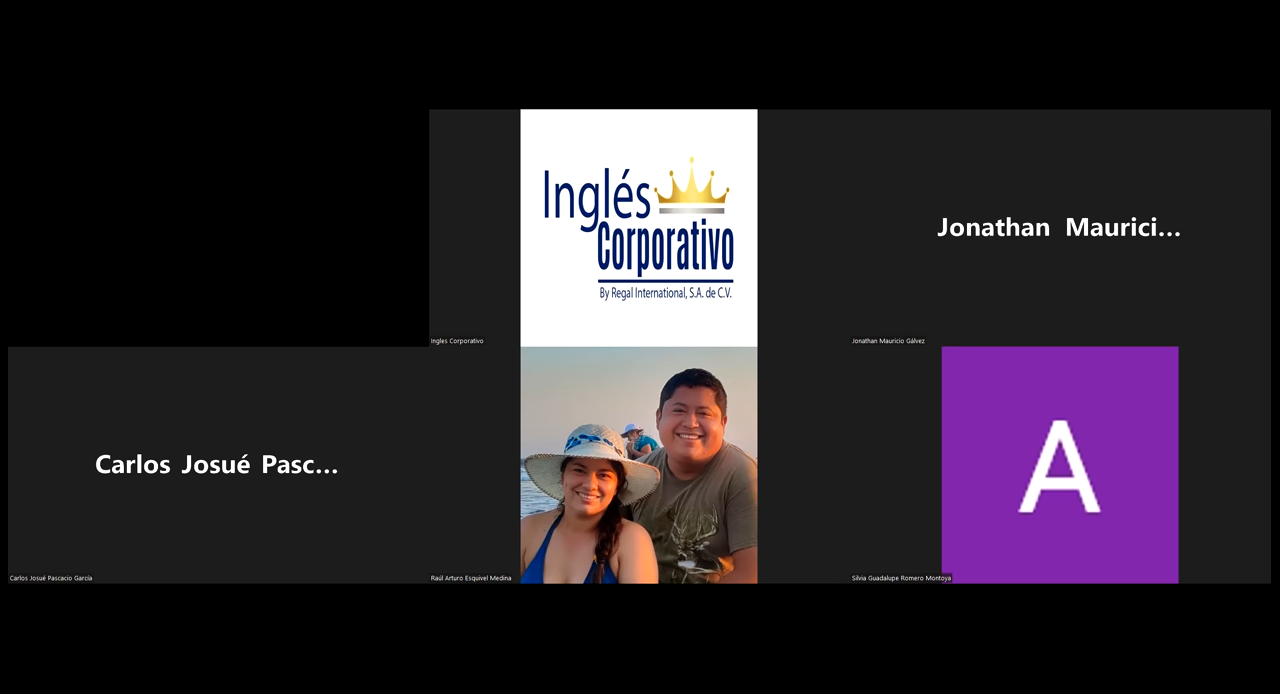 Inglés
Corporativo
By Regal International, S.A. de C.V.
Ingles Corporativo
Jonathan Maurici...
Jonathan Mauricio Gálvez
Carlos Josué Pasc...
Carlos Josué Pascacio García
Raúl Arturo Esquivel Medina
A
Silvia Guadalupe Romero Montoya